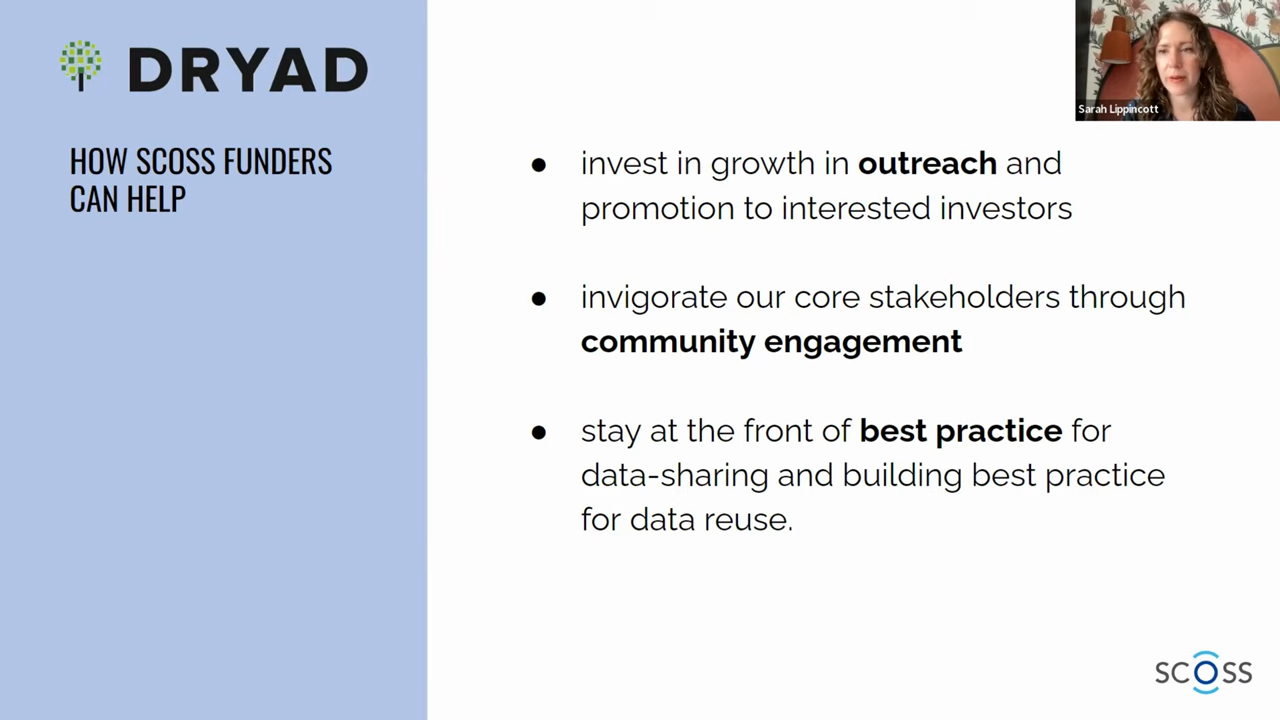 DRYAD
HOW SCOSS FUNDERS
CAN HELP
Sarah Lippincott
● invest in growth in outreach and
promotion to interested investors
● invigorate our core stakeholders through
community engagement
● stay at the front of best practice for
data-sharing and building best practice
for data reuse.
SCOSS